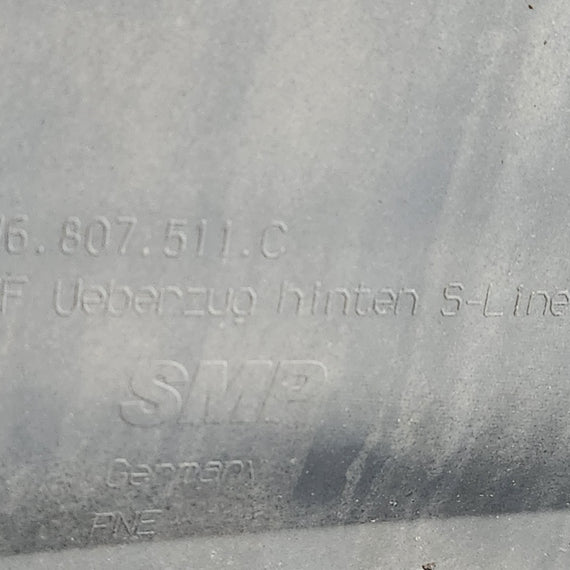 6.807.511.C
F Ueberzug hinten S-Line
SMP
Germany
PNE